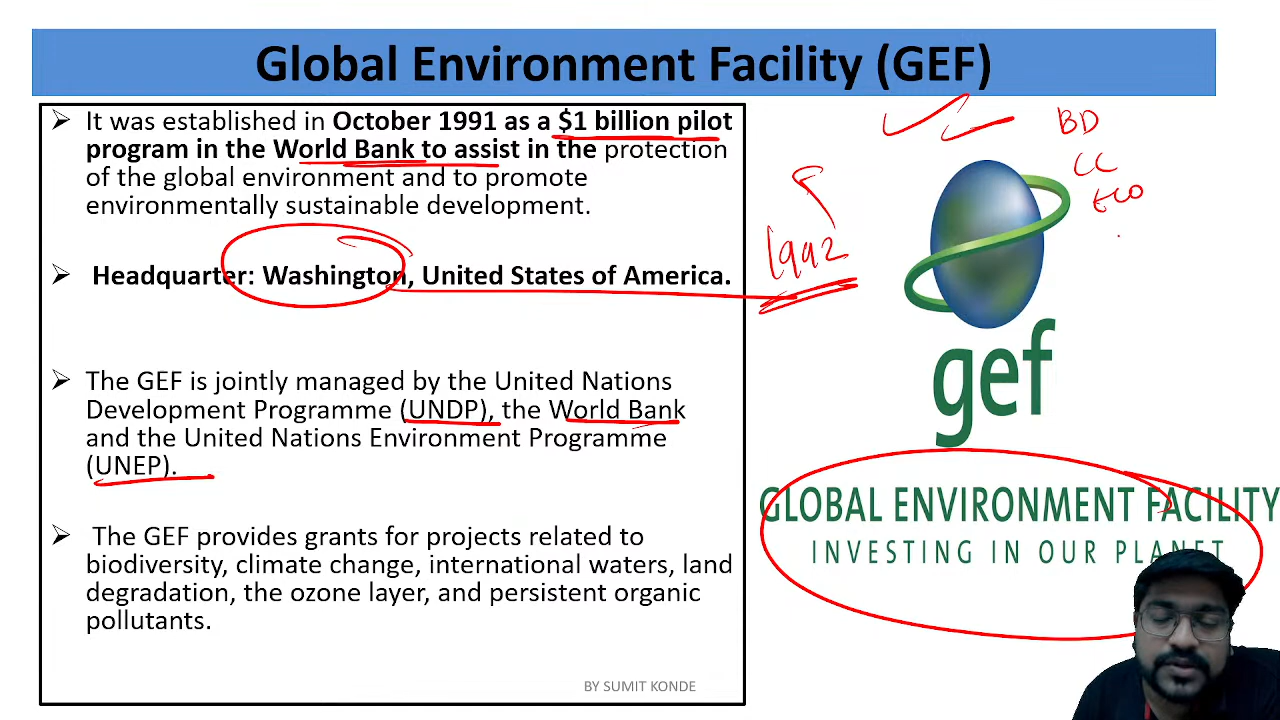 Global Environment Facility (GEF)
➢ It was established in October 1991 as a $1 billion pilot
program in the World Bank to assist in the protection
of the global environment and to promote
environmentally sustainable development.
➢ Headquarter: Washington, United States of America.
➢ The GEF is jointly managed by the United Nations
Development Programme (UNDP), the World Bank
and the United Nations Environment Programme
(UNEP).
➢ The GEF provides grants for projects related to
biodiversity, climate change, international waters, land
degradation, the ozone layer, and persistent organic
pollutants.
BY SUMIT KONDE
BD
CC
ECO
1992
gef
GLOBAL ENVIRONMENT FACILITY
INVESTING IN OUR PLANET